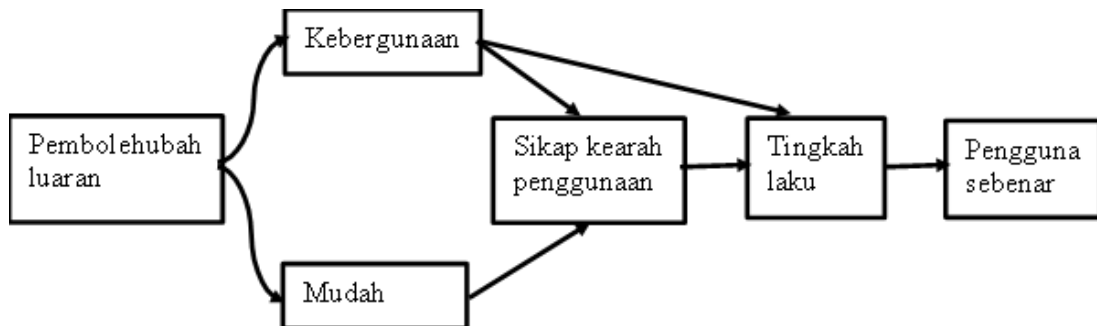 Kebergunaan
Pembolehubah
luaran
Sikap kearah
penggunaan
Tingkah
laku
Pengguna
sebenar
Mudah